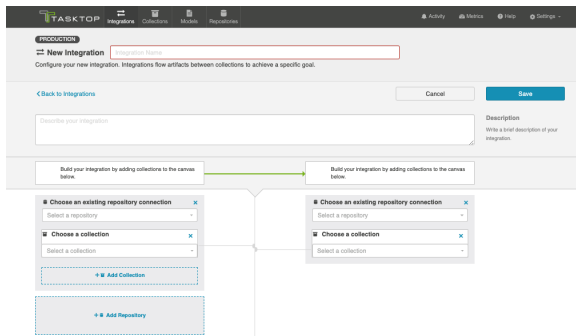 TASKTOP
Integrations
Collections
Models
Repositories
Activity
Metrics
Help
Settings
PRODUCTION
New Integration
Integration Name
Configure your new integration. Integrations flow artifacts between collections to achieve a specific goal.
Back to Integrations
Cancel
Save
Describe your integration
Description
Write a brief description of your
integration.
Build your integration by adding collections to the canvas
below.
Build your integration by adding collections to the canvas
below.
Choose an existing repository connection
Select a repository
Choose a collection
Select a collection
+ Add Collection
+ Add Repository
Choose an existing repository connection
Select a repository
Choose a collection
Select a collection